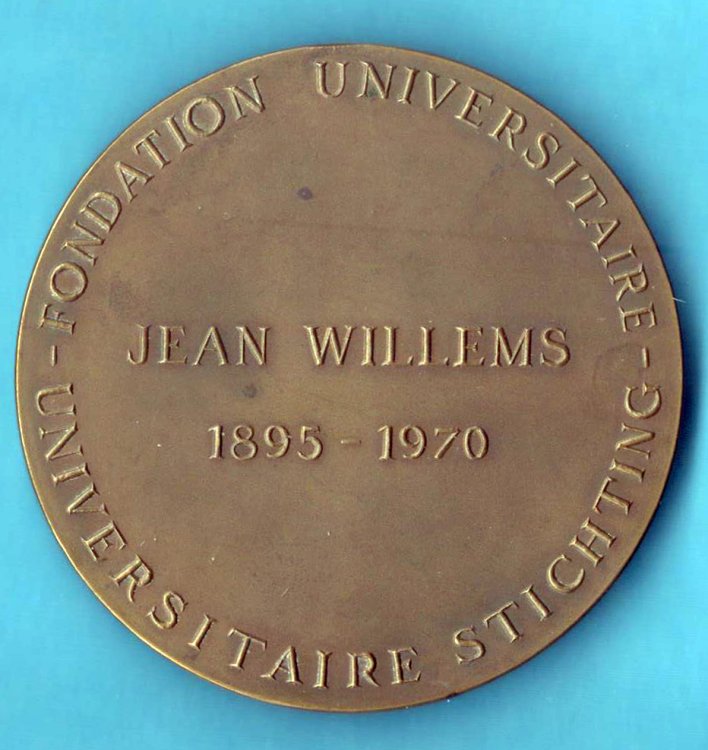 FONDATION UNIVERSITAIRE -
JEAN WILLEMS
1895 - 1970
UNIVERSITAIRE STICHTING -